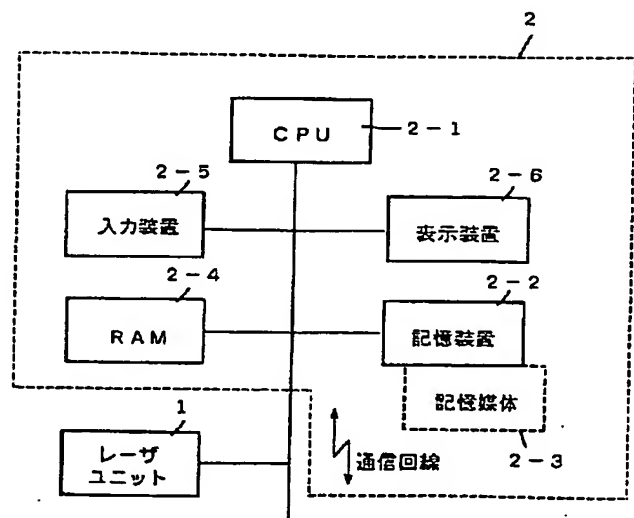 2
CPU
2-1
2-5
入力装置
2-6
表示装置
2-4
RAM
2-2
記憶装置
記憶媒体
2-3
1
レーザ
ユニット
通信回線